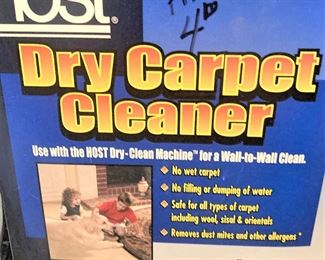 HOST®
4
Dry Carpet
Cleaner
Use with the HOST Dry-Clean Machine™ for a Wall-to-Wall Clean.
• No wet carpet
• No filling or dumping of water
• Safe for all types of carpet
including wool, sisal & orientals
• Removes dust mites and other allergens *